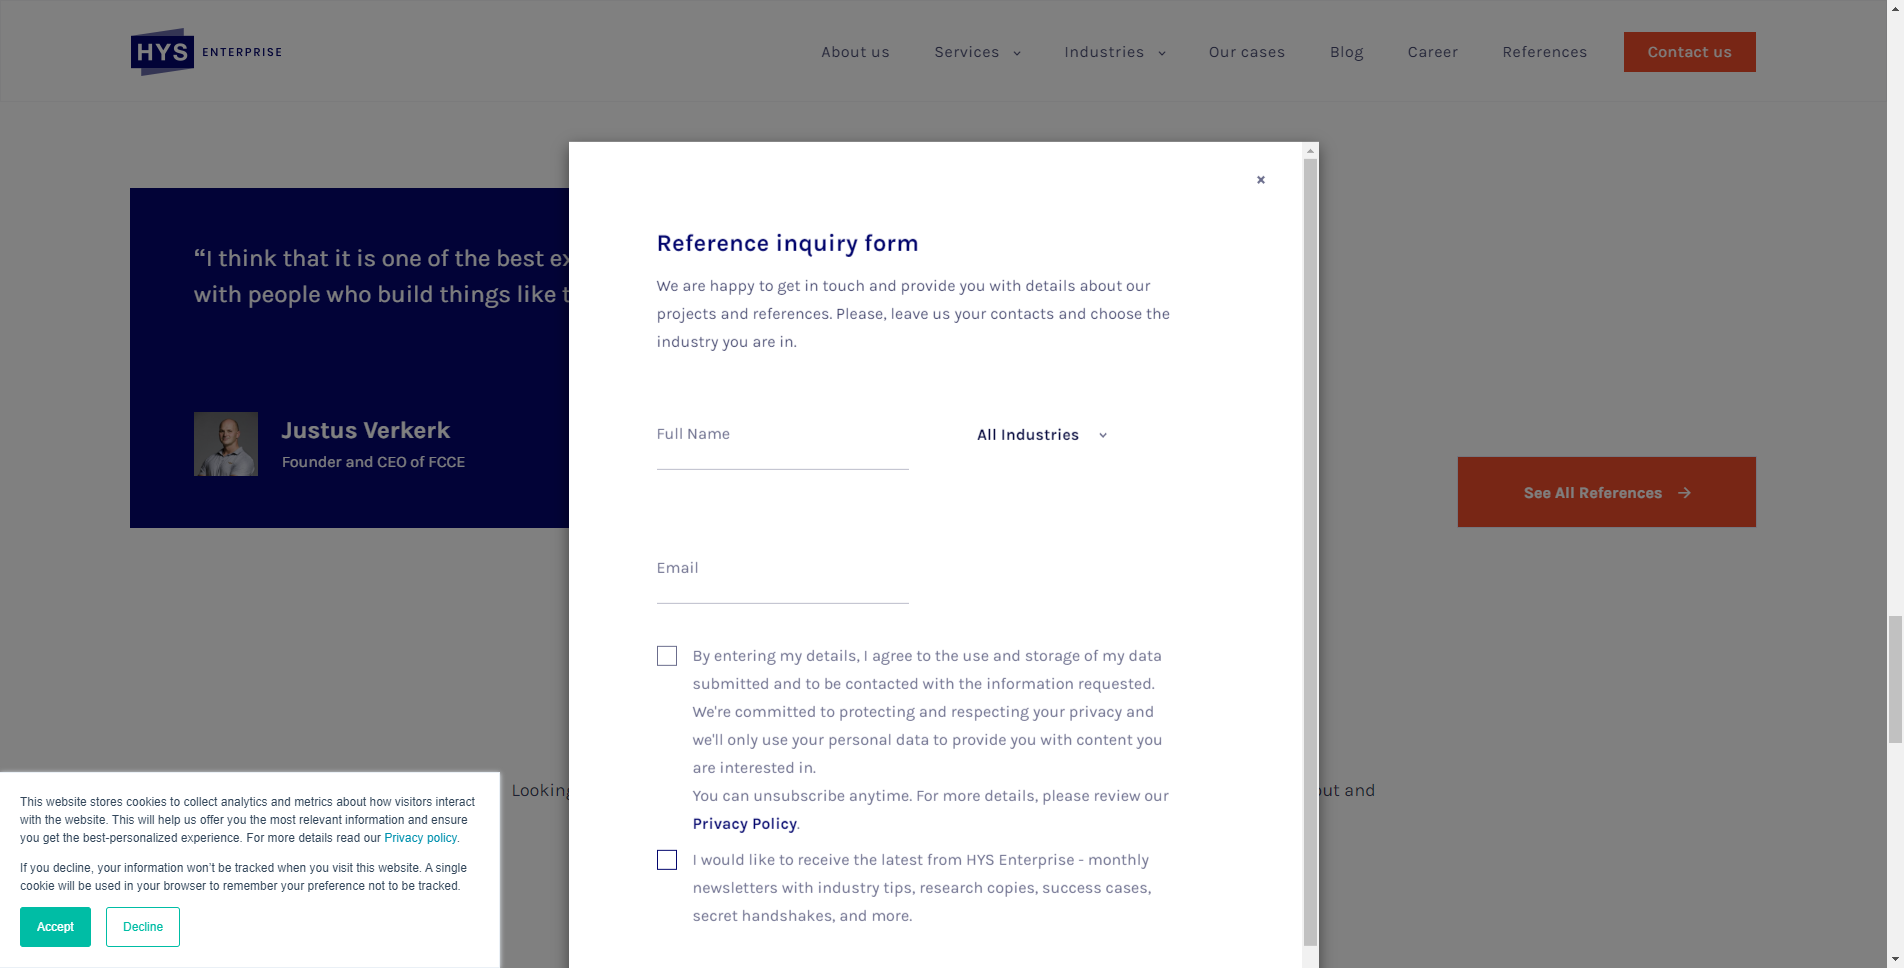 HYS ENTERPRISE
About us
Services
Industries
Our cases
Blog
Career
References
Contact us
“I think that it is one of the best ex
with people who build things like t
Justus Verkerk
Founder and CEO of FCCE
×
Reference inquiry form
We are happy to get in touch and provide you with details about our
projects and references. Please, leave us your contacts and choose the
industry you are in.
Full Name
All Industries
Email
By entering my details, I agree to the use and storage of my data
submitted and to be contacted with the information requested.
We're committed to protecting and respecting your privacy and
we'll only use your personal data to provide you with content you
are interested in.
You can unsubscribe anytime. For more details, please review our
Privacy Policy.
I would like to receive the latest from HYS Enterprise - monthly
newsletters with industry tips, research copies, success cases,
secret handshakes, and more.
See All References →
Looking
out and
This website stores cookies to collect analytics and metrics about how visitors interact
with the website. This will help us offer you the most relevant information and ensure
you get the best-personalized experience. For more details read our Privacy policy.
If you decline, your information won't be tracked when you visit this website. A single
cookie will be used in your browser to remember your preference not to be tracked.
Accept
Decline